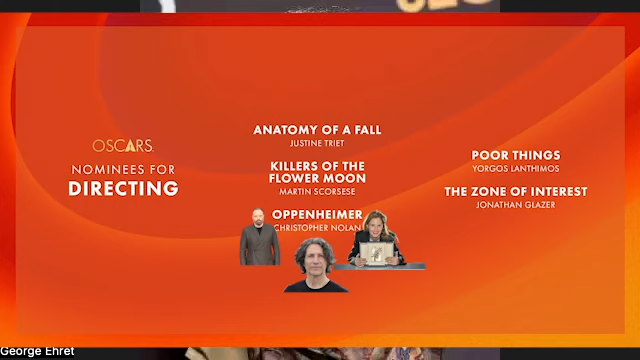 OSCARS
NOMINEES FOR
DIRECTING
ANATOMY OF A FALL
JUSTINE TRIET
KILLERS OF THE
FLOWER MOON
MARTIN SCORSESE
OPPENHEIMER
CHRISTOPHER NOLAN
POOR THINGS
YORGOS LANTHIMOS
THE ZONE OF INTEREST
JONATHAN GLAZER
George Ehret